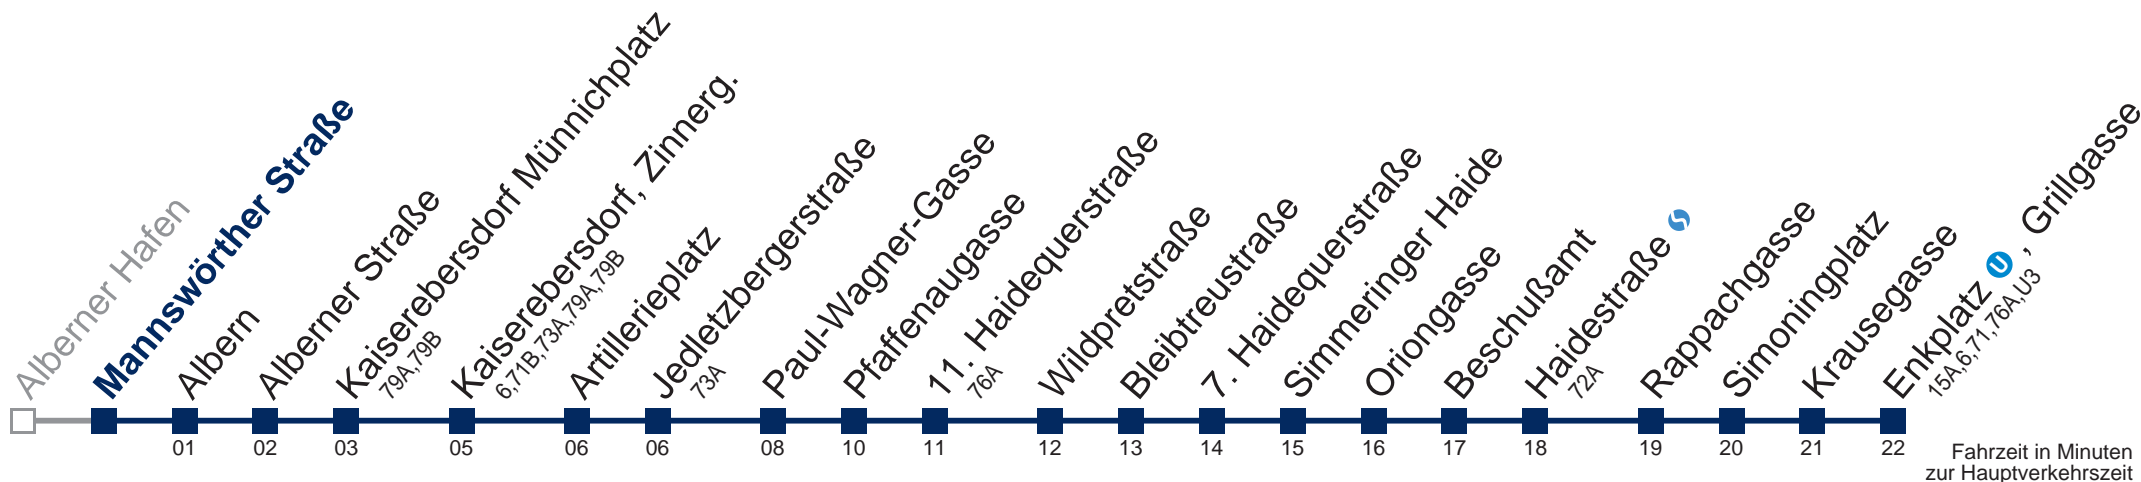 Alberner Hafen
Mannswörther Straße
Albern
01
Alberner Straße
02
Kaiserebersdorf Münnichplatz
79A,79B
03
Kaiserebersdorf, Zinnerg.
6,71B,73A,79A,79B
05
Artillerieplatz
06
Jedletzbergerstraße
73A
06
Paul-Wagner-Gasse
08
Pfaffenaugasse
10
11. Haidequerstraße
76A
11
Wildpretstraße
12
Bleibtreustraße
13
7. Haidequerstraße
14
Simmeringer Haide
15
Oriongasse
16
Beschußamt
17
Haidestraße S
72A
18
Rappachgasse
19
Simoningplatz
20
Krausegasse
21
Enkplatz U , Grillgasse
15A,6,71,76A,U3
22
Fahrzeit in Minuten
zur Hauptverkehrszeit